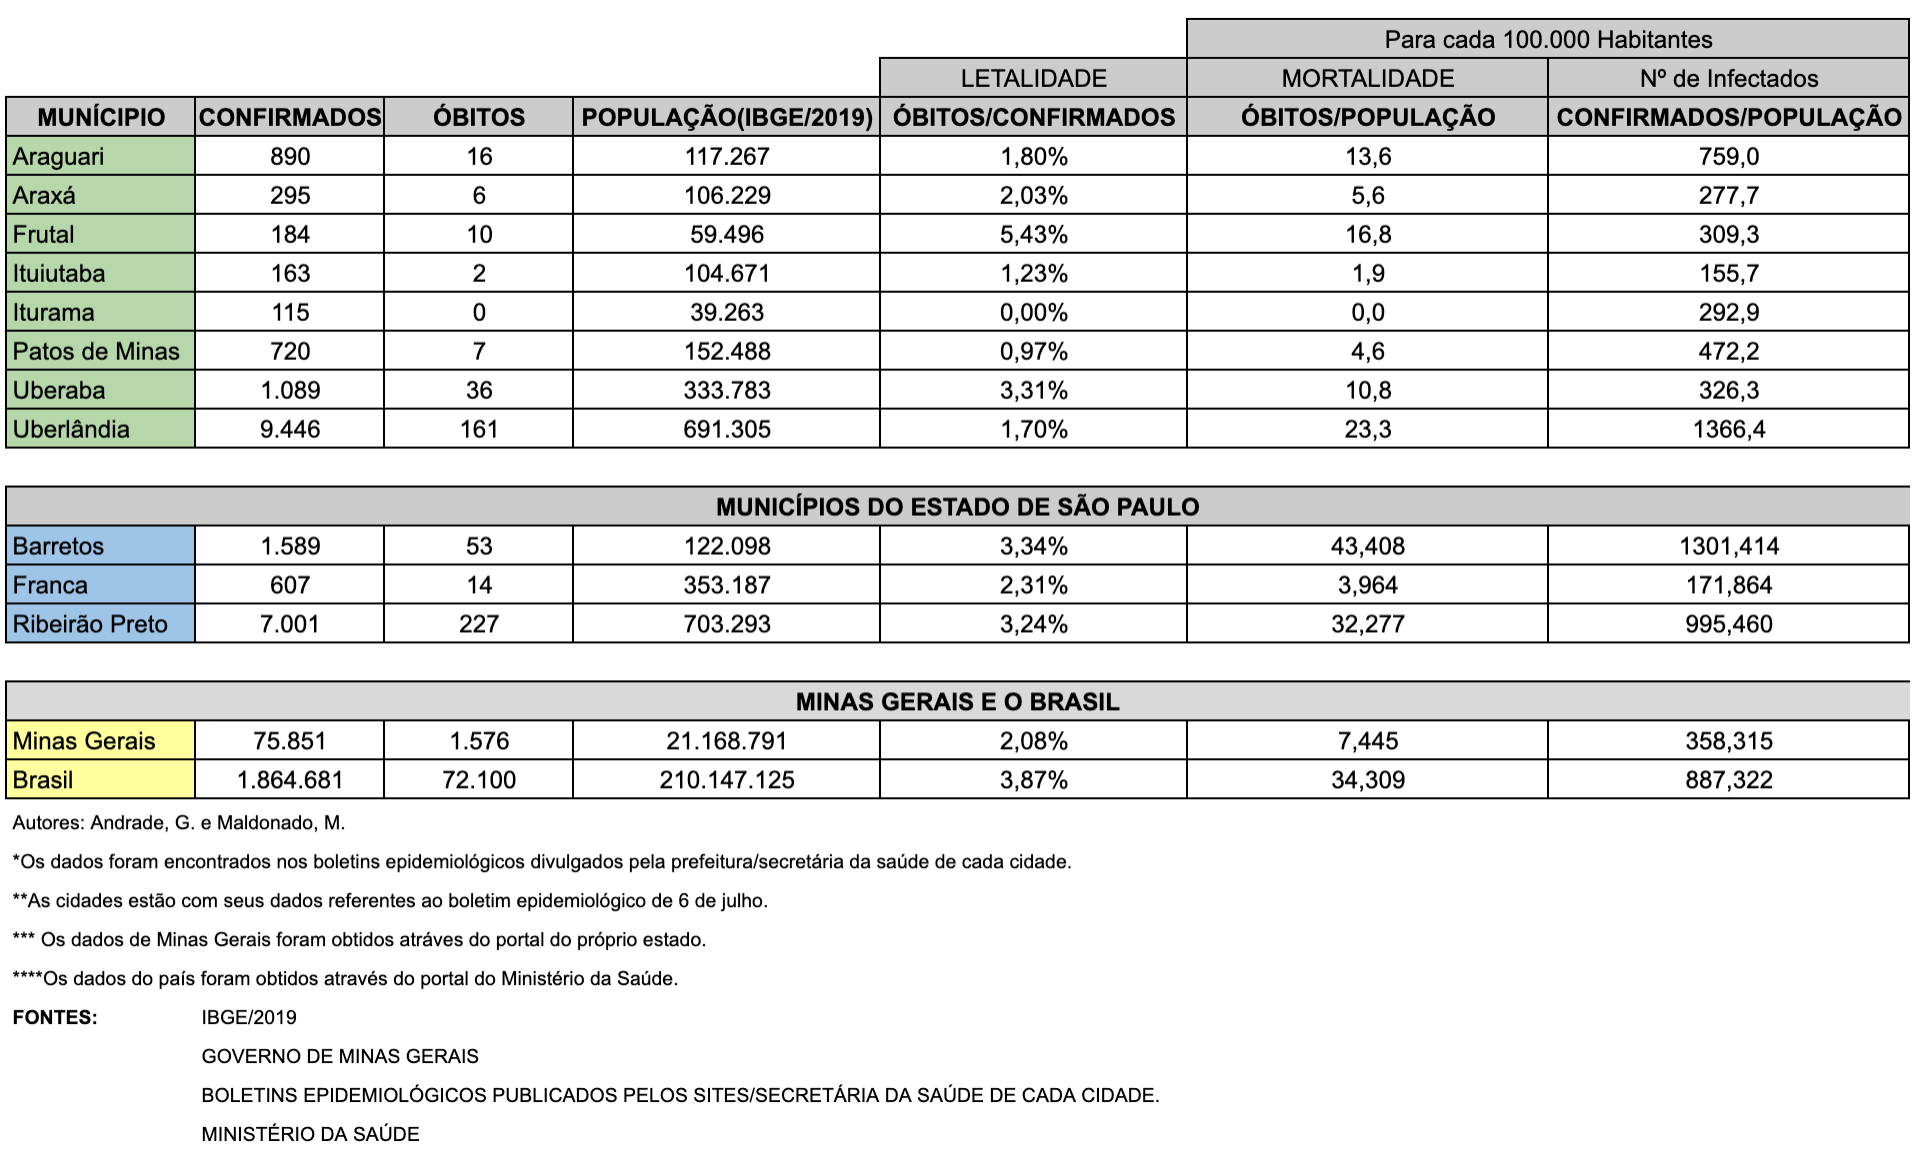 Para cada 100.000 Habitantes
LETALIDADE MORTALIDADE Nº de Infectados
MUNÍCIPIO CONFIRMADOS ÓBITOS POPULAÇÃO(IBGE/2019) ÓBITOS/CONFIRMADOS ÓBITOS/POPULAÇÃO CONFIRMADOS/POPULAÇÃO
Araguari 890 16 117.267 1,80% 13,6 759,0
Araxá 295 6 106.229 2,03% 5,6 277,7
Frutal 184 10 59.496 5,43% 16,8 309,3
Ituiutaba 163 2 104.671 1,23% 1,9 155,7
Iturama 115 0 39.263 0,00% 0,0 292,9
Patos de Minas 720 7 152.488 0,97% 4,6 472,2
Uberaba 1.089 36 333.783 3,31% 10,8 326,3
Uberlândia 9.446 161 691.305 1,70% 23,3 1366,4
MUNICÍPIOS DO ESTADO DE SÃO PAULO
Barretos 1.589 53 122.098 3,34% 43,408 1301,414
Franca 607 14 353.187 2,31% 3,964 171,864
Ribeirão Preto 7.001 227 703.293 3,24% 32,277 995,460
MINAS GERAIS E O BRASIL
Minas Gerais 75.851 1.576 21.168.791 2,08% 7,445 358,315
Brasil 1.864.681 72.100 210.147.125 3,87% 34,309 887,322
Autores: Andrade, G. e Maldonado, M.
*Os dados foram encontrados nos boletins epidemiológicos divulgados pela prefeitura/secretária da saúde de cada cidade.
**As cidades estão com seus dados referentes ao boletim epidemiológico de 6 de julho.
*** Os dados de Minas Gerais foram obtidos atráves do portal do próprio estado.
****Os dados do país foram obtidos através do portal do Ministério da Saúde.
FONTES: IBGE/2019
GOVERNO DE MINAS GERAIS
BOLETINS EPIDEMIOLÓGICOS PUBLICADOS PELOS SITES/SECRETÁRIA DA SAÚDE DE CADA CIDADE.
MINISTÉRIO DA SAÚDE